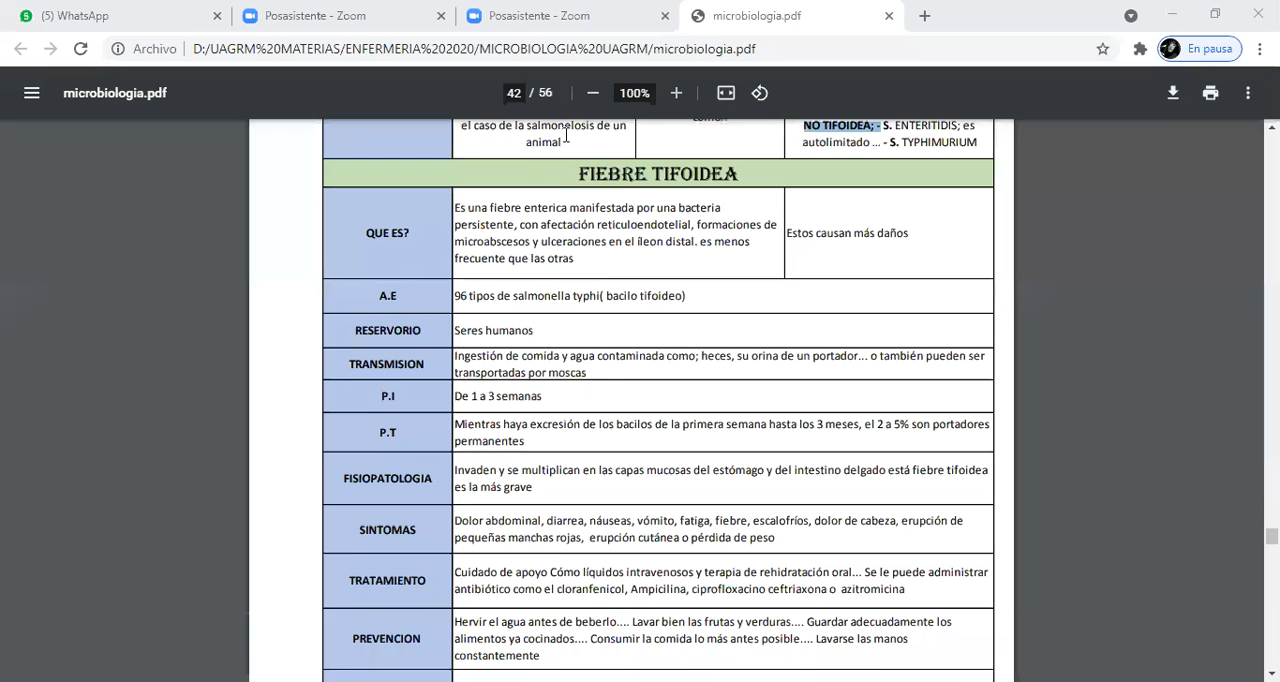 (5) WhatsApp
Posasistente - Zoom
Posasistente - Zoom
microbiologia.pdf
Archivo
D:/UAGRM%20MATERIAS/ENFERMERIA%202020/MICROBIOLOGIA%20UAGRM/microbiologia.pdf
En pausa
microbiologia.pdf
42 / 56
100%
el caso de la salmonelosis de un
animal
NO TIFOIDEA; - S. ENTERITIDIS; es
autolimitado ... - S. TYPHIMURIUM
FIEBRE TIFOIDEA
QUE ES?
Es una fiebre enterica manifestada por una bacteria
persistente, con afectación reticuloendotelial, formaciones de
microabscesos y ulceraciones en el íleon distal. es menos
frecuente que las otras
Estos causan más daños
A.E
96 tipos de salmonella typhi( bacilo tifoideo)
RESERVORIO
Seres humanos
TRANSMISION
Ingestión de comida y agua contaminada como; heces, su orina de un portador... o también pueden ser
transportadas por moscas
P.I
De 1 a 3 semanas
P.T
Mientras haya excresión de los bacilos de la primera semana hasta los 3 meses, el 2 a 5% son portadores
permanentes
FISIOPATOLOGIA
Invaden y se multiplican en las capas mucosas del estómago y del intestino delgado está fiebre tifoidea
es la más grave
SINTOMAS
Dolor abdominal, diarrea, náuseas, vómito, fatiga, fiebre, escalofríos, dolor de cabeza, erupción de
pequeñas manchas rojas, erupción cutánea o pérdida de peso
TRATAMIENTO
Cuidado de apoyo Cómo líquidos intravenosos y terapia de rehidratación oral... Se le puede administrar
antibiótico como el cloranfenicol, Ampicilina, ciprofloxacino ceftriaxona o azitromicina
PREVENCION
Hervir el agua antes de beberlo.... Lavar bien las frutas y verduras.... Guardar adecuadamente los
alimentos ya cocinados.... Consumir la comida lo más antes posible.... Lavarse las manos
constantemente